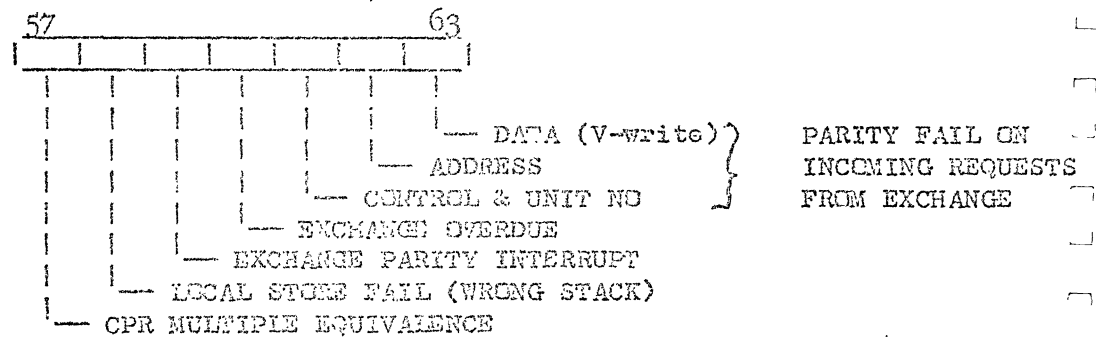 57 63
DATA (V-write) PARITY FAIL ON
ADDRESS INCOMING REQUESTS
CONTROL & UNIT NO FROM EXCHANGE
EXCHANGE OVERDUE
EXCHANGE PARITY INTERRUPT
LOCAL STORE FAIL (WRONG STACK)
CPR MULTIPLE EQUIVALENCE